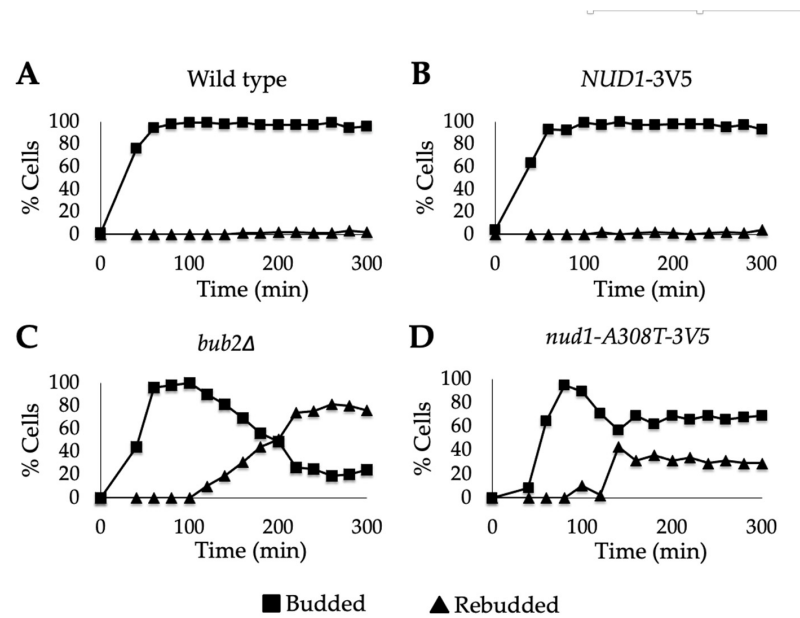 A
Wild type
% Cells
100
80
60
40
20
0
0 100 200 300
Time (min)
B
NUD1-3V5
% Cells
100
80
60
40
20
0
0 100 200 300
Time (min)
C
bub2Δ
% Cells
100
80
60
40
20
0
0 100 200 300
Time (min)
D
nud1-A308T-3V5
% Cells
100
80
60
40
20
0
0 100 200 300
Time (min)
Budded Rebudded